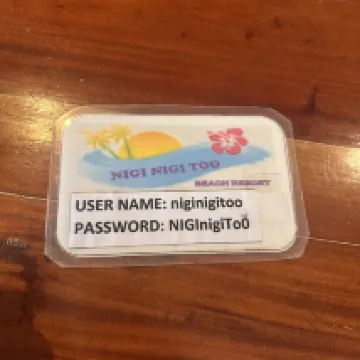 NIGI NIGI TOO
BEACH RESORT
USER NAME: niginigitoo
PASSWORD: NIGInigiTo0